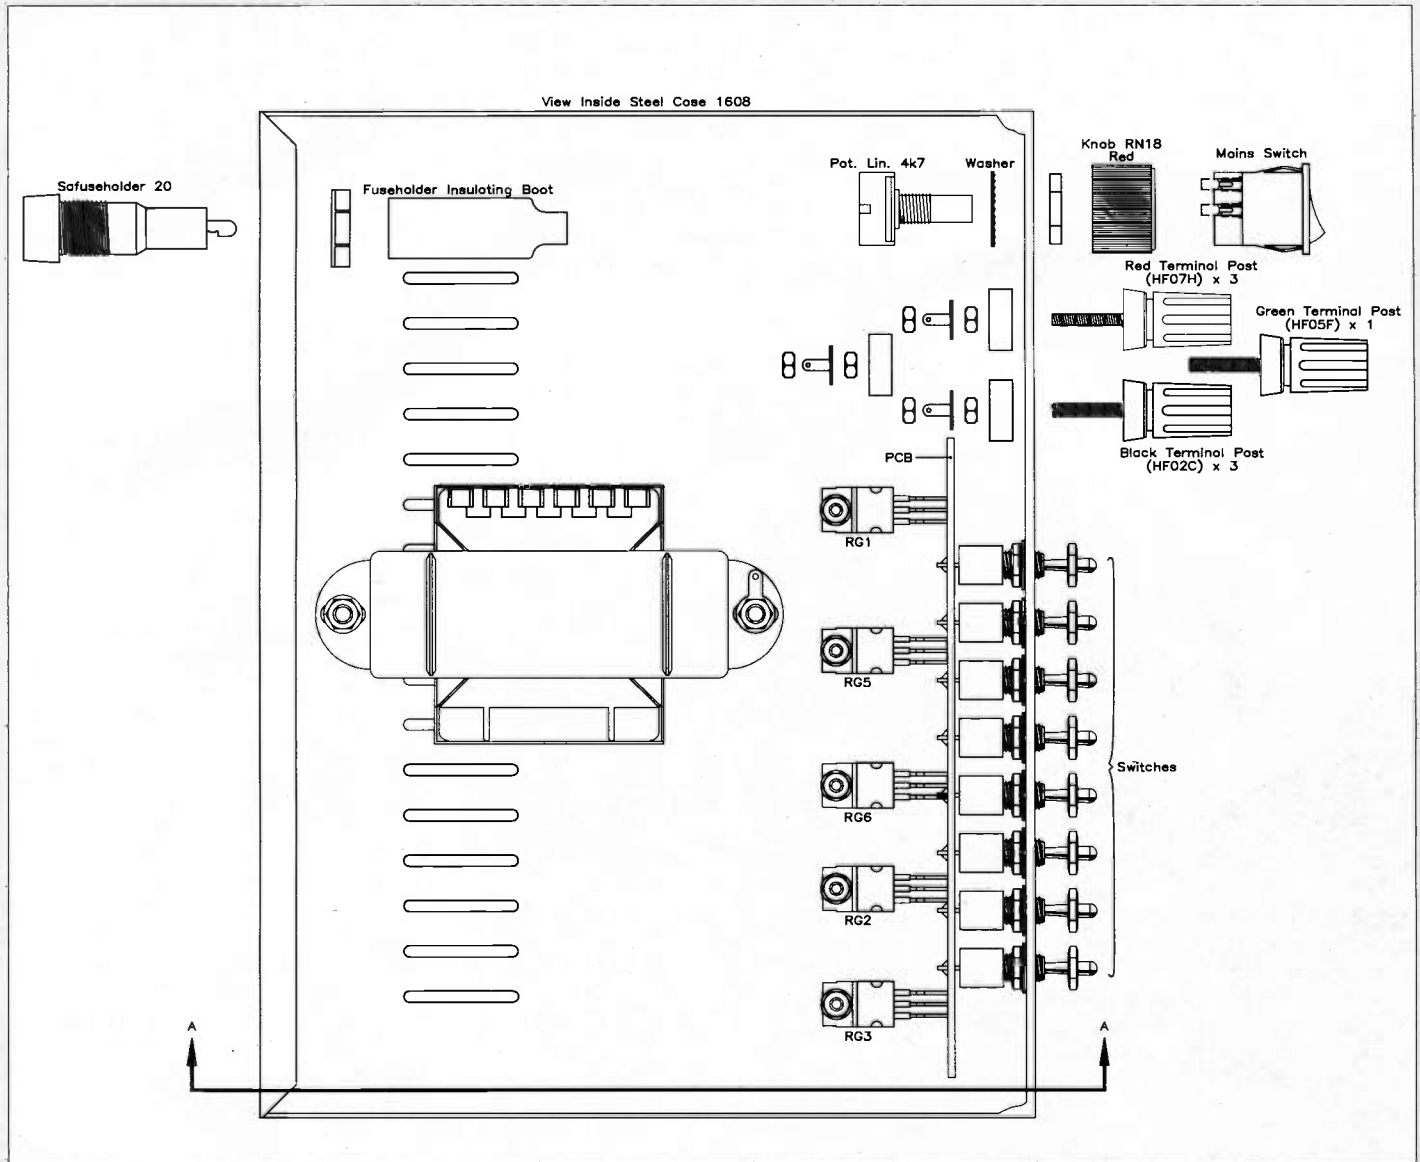 View Inside Steel Case 1608
Safuseholder 20
Fuseholder Insulating Boot
Pot. Lin. 4k7
Washer
Knob RN18
Red
Mains Switch
Red Terminal Post
(HF07H) x 3
Green Terminal Post
(HF05F) x 1
Black Terminal Post
(HF02C) x 3
PCB
RG1
RG5
Switches
RG6
RG2
RG3
A
A